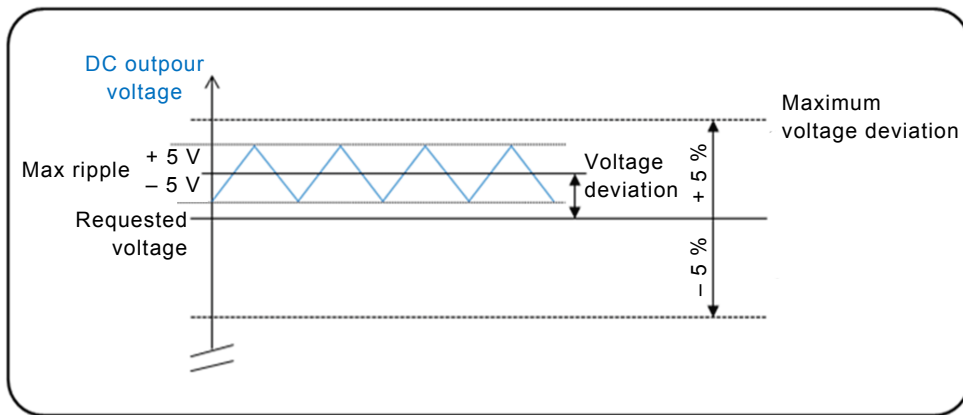 DC outpour
voltage
Maximum
voltage deviation
+ 5 V
Max ripple
– 5 V
Voltage
deviation
+ 5 %
Requested
voltage
– 5 %